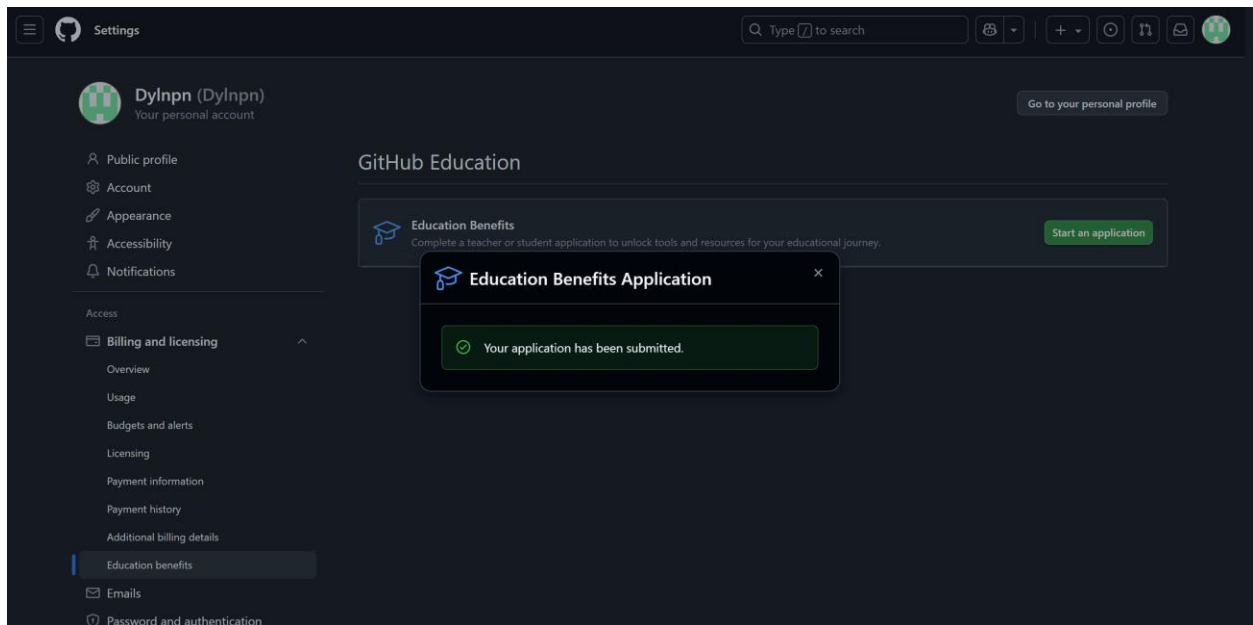 Settings
Type / to search
Dylnpn (Dylnpn)
Your personal account
Go to your personal profile
Public profile
Account
Appearance
Accessibility
Notifications
Access
Billing and licensing
Overview
Usage
Budgets and alerts
Licensing
Payment information
Payment history
Additional billing details
Education benefits
Emails
Password and authentication
GitHub Education
Education Benefits
Complete a teacher or student application to unlock tools and resources for your educational journey.
Start an application
Education Benefits Application
Your application has been submitted.